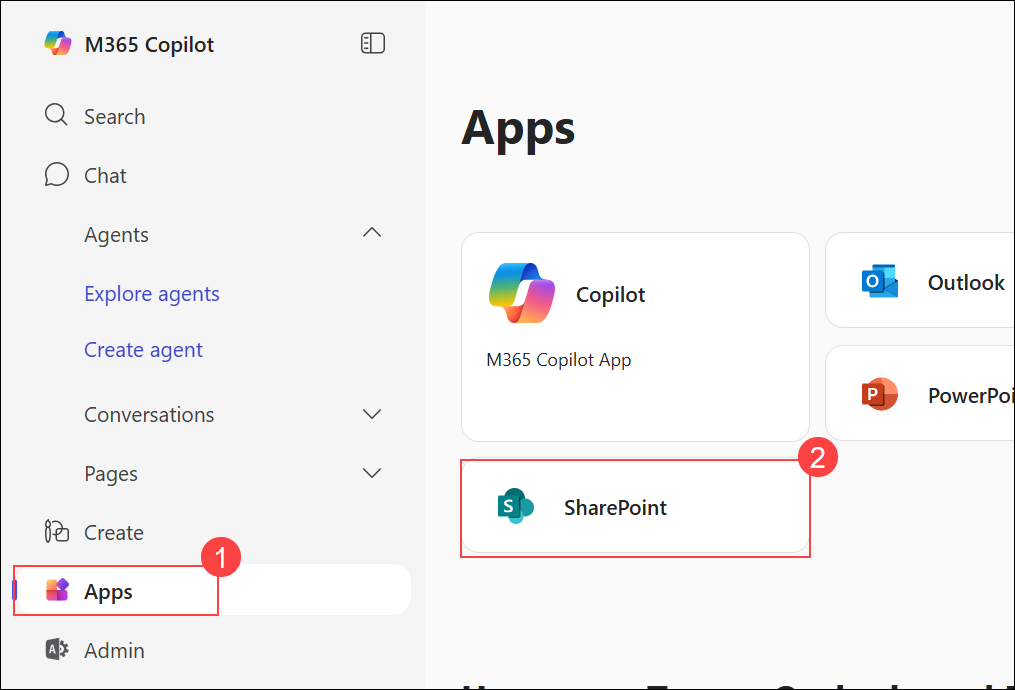 M365 Copilot
Search
Chat
Agents
Explore agents
Create agent
Conversations
Pages
Create
1
Apps
Admin
Apps
Copilot
M365 Copilot App
Outlook
PowerPoi
2
SharePoint